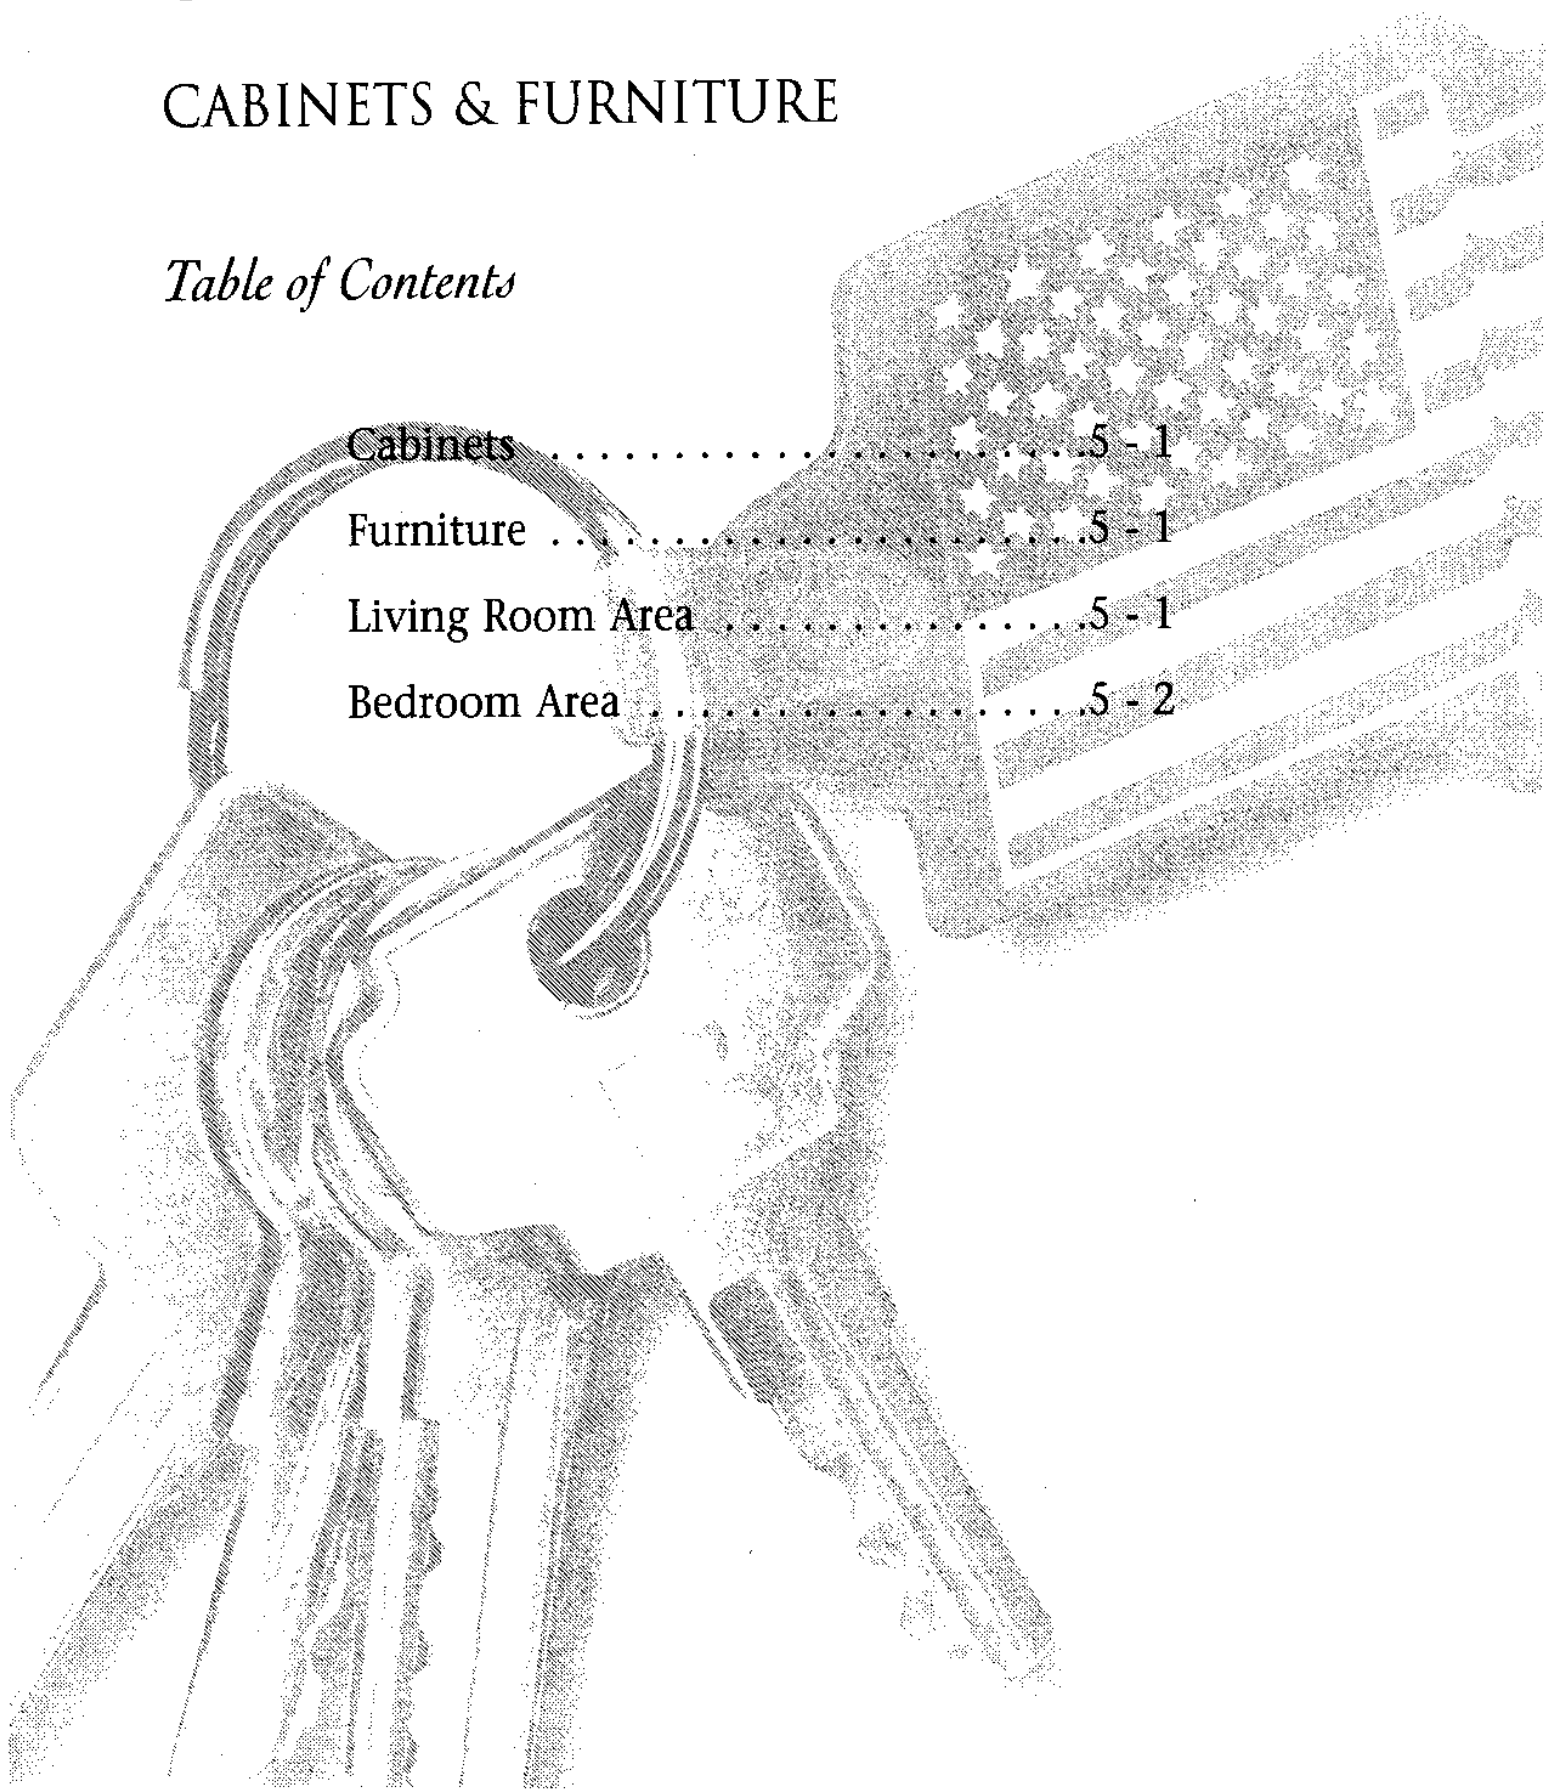 CABINETS & FURNITURE
Table of Contents
Cabinets . . . . . . . . . . . . . . . . . . . . . .5 - 1
Furniture . . . . . . . . . . . . . . . . . . . . . .5 - 1
Living Room Area . . . . . . . . . . . . . . .5 - 1
Bedroom Area . . . . . . . . . . . . . . . . . .5 - 2